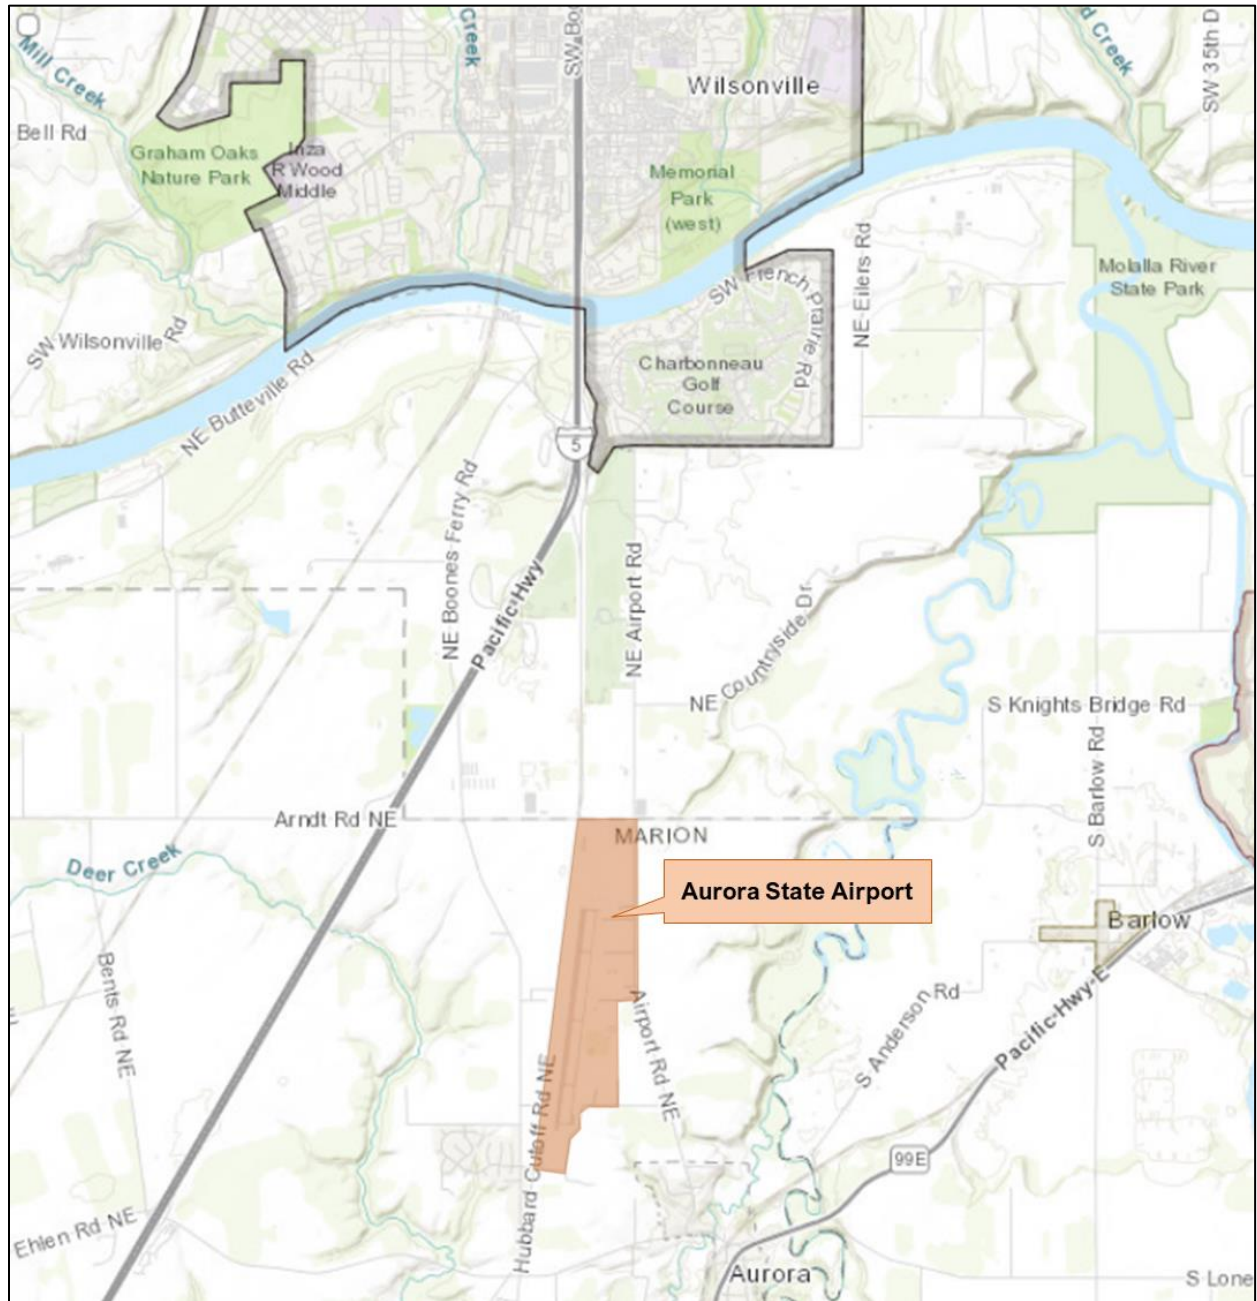 Creek
SW Bo
d Creek
SW 35th D
Mill Creek
Wilsonville
Bell Rd
Graham Oaks
Nature Park
Inza
R Wood
Middle
Memorial
Park
(west)
NE Eilers Rd
Molalla River
State Park
SW French Prairie Rd
SW Wilsonville Rd
NE Butteville Rd
Charbonneau
Golf
Course
5
NE Boones Ferry Rd
Pacific Hwy
NE Airport Rd
NE Countryside Dr
S Knights Bridge Rd
S Barlow Rd
Arndt Rd NE
MARION
Deer Creek
Aurora State Airport
Barlow
Bents Rd NE
Airport Rd NE
S Anderson Rd
Pacific Hwy E
Hubbard Cutoff Rd NE
99E
Ehlen Rd NE
Aurora
S Lone